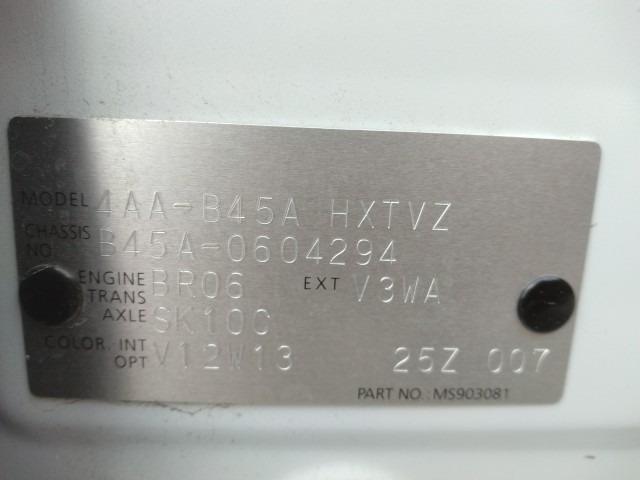 MODEL 4AA-B45A HXTVZ
CHASSIS NO. B45A-0604294
ENGINE BR06 EXT V3WA
TRANS AXLE SK10C
COLOR. INT OPT V12W13 25Z 007
PART NO.: MS903081